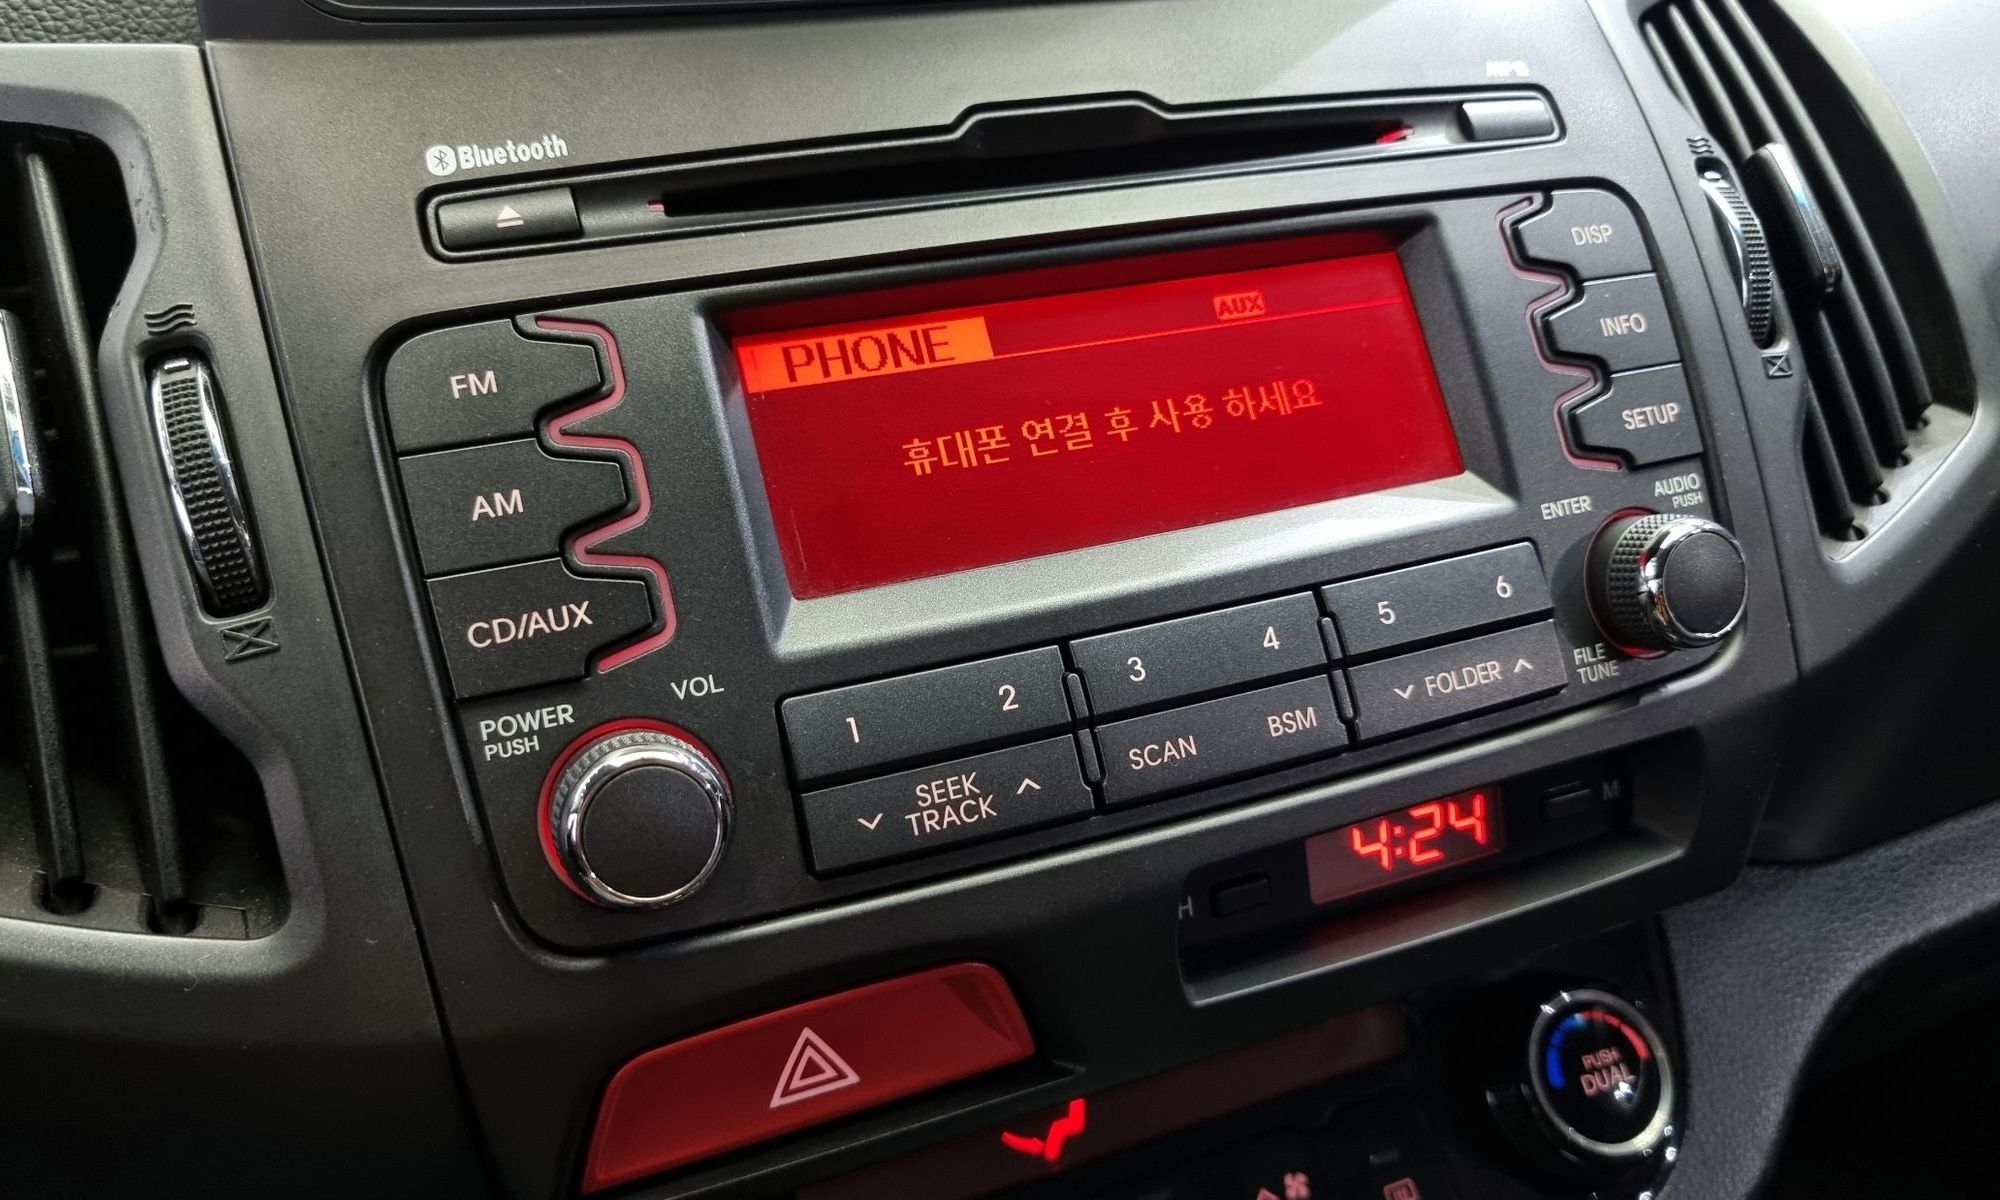 MP3
Bluetooth
DISP
AUX
PHONE
INFO
FM
휴대폰 연결 후 사용 하세요
SETUP
AM
AUDIO
PUSH
ENTER
CD/AUX
VOL
1 2 3 4 5 6
FILE
TUNE
POWER
PUSH
SEEK
TRACK
SCAN
BSM
FOLDER
4:24
M
H
PUSH
DUAL